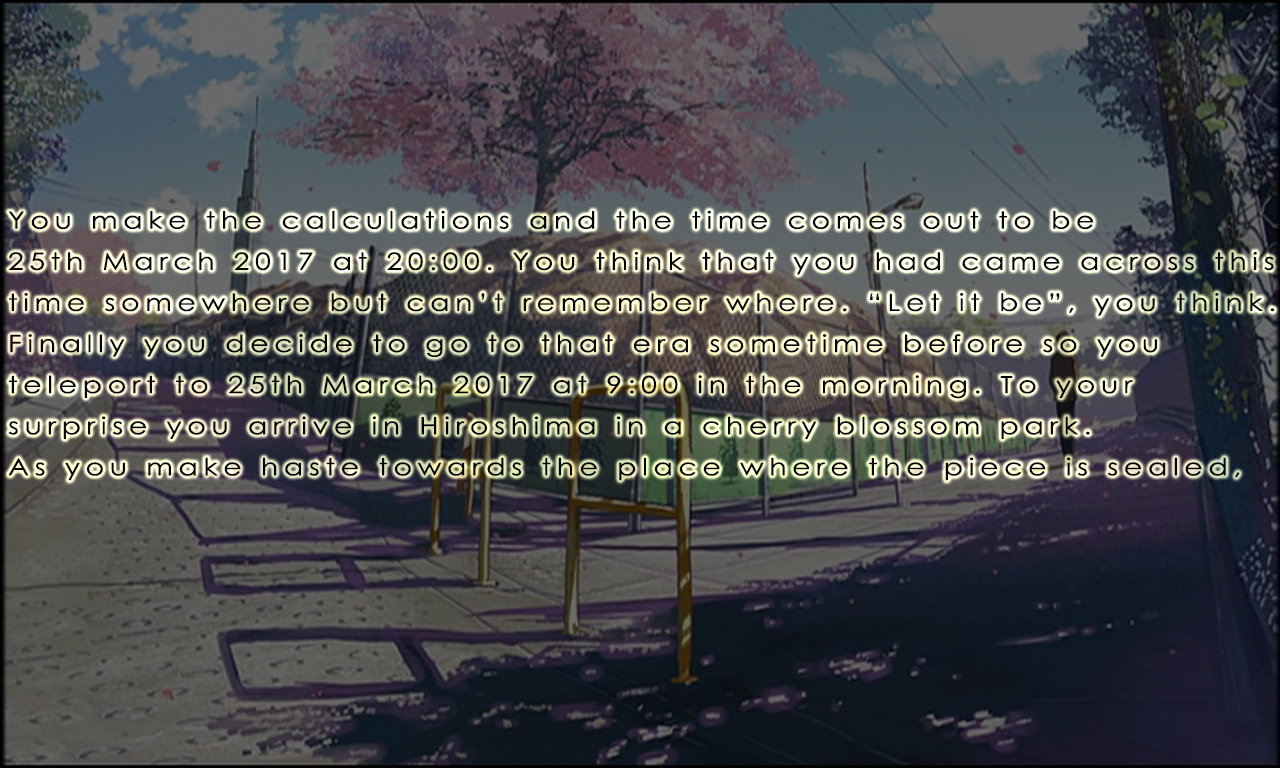 You make the calculations and the time comes out to be
25th March 2017 at 20:00. You think that you had came across this
time somewhere but can't remember where. “Let it be”, you think.
Finally you decide to go to that era sometime before so you
teleport to 25th March 2017 at 9:00 in the morning. To your
surprise you arrive in Hiroshima in a cherry blossom park.
As you make haste towards the place where the piece is sealed,